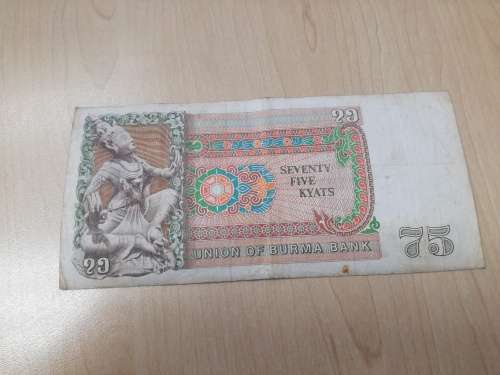 ၇၅
SEVENTY
FIVE
KYATS
UNION OF BURMA BANK
75
၇၅